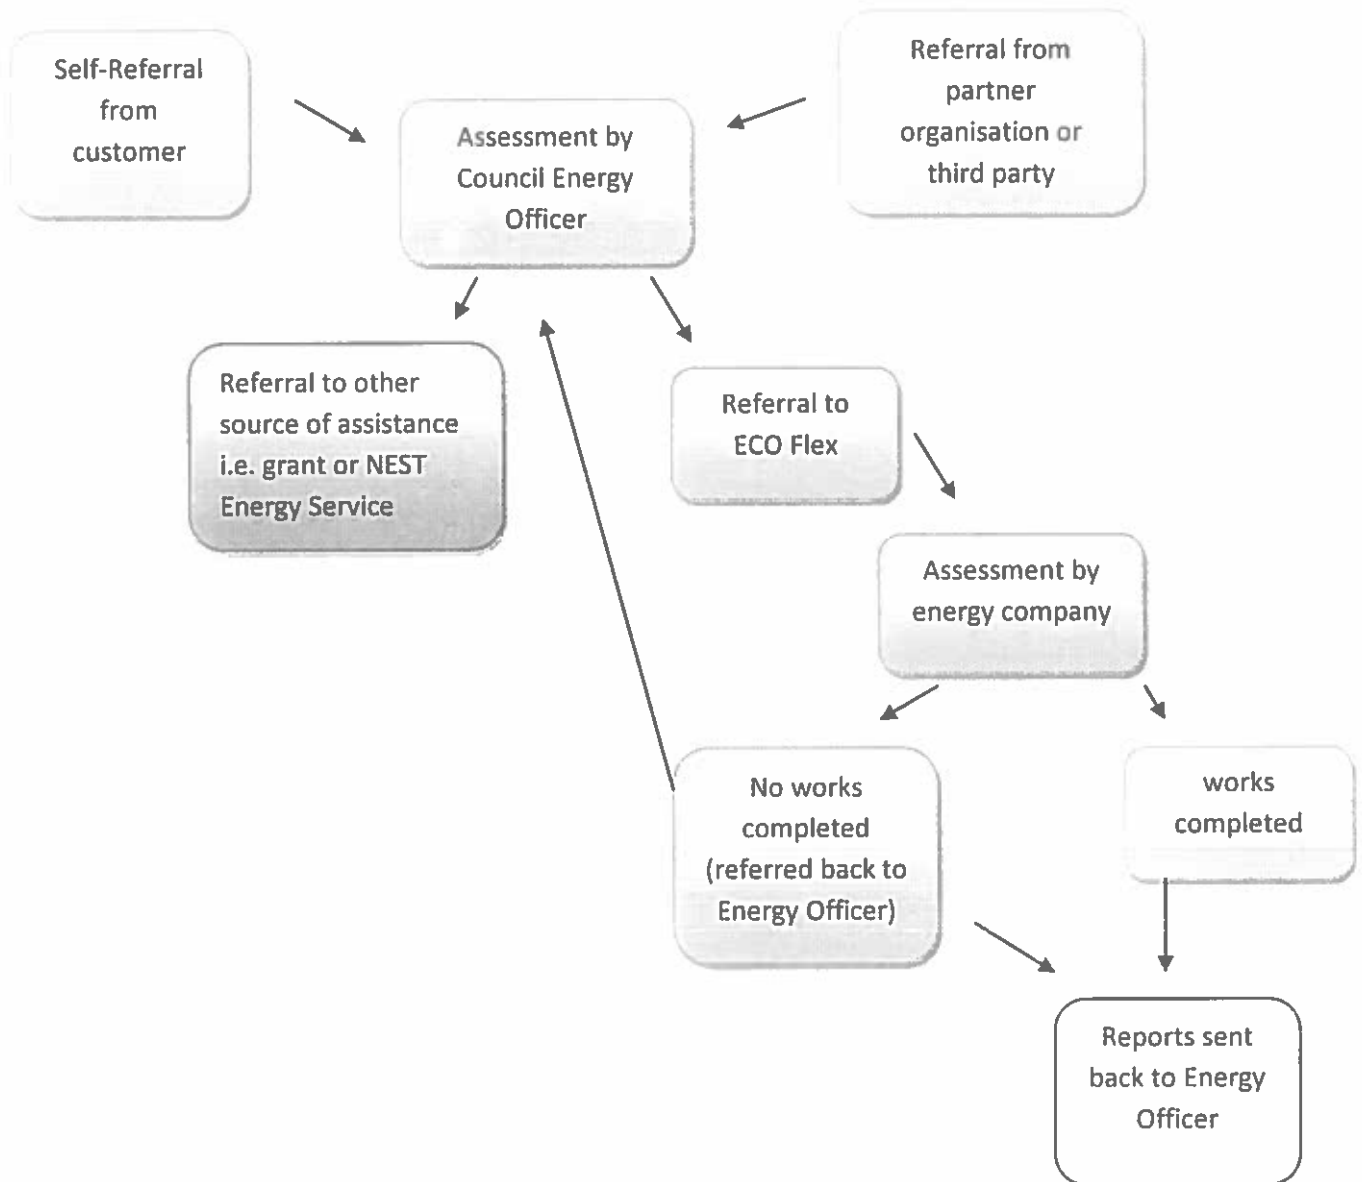 Self-Referral
from
customer
Referral from
partner
organisation or
third party
Assessment by
Council Energy
Officer
Referral to other
source of assistance
i.e. grant or NEST
Energy Service
Referral to
ECO Flex
Assessment by
energy company
No works
completed
(referred back to
Energy Officer)
works
completed
Reports sent
back to Energy
Officer